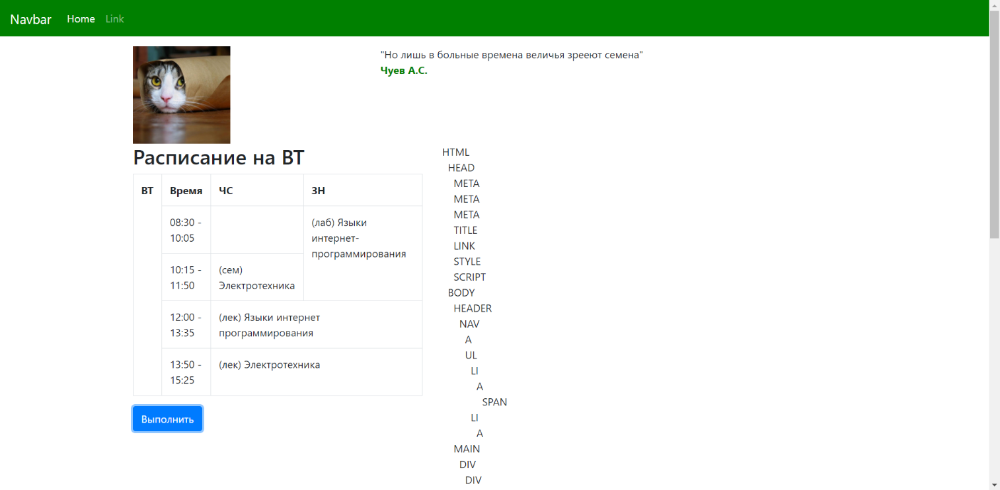 Navbar Home Link
"Но лишь в больные времена величья зрееют семена"
Чуев А.С.
Расписание на ВТ
ВТ Время ЧС ЗН
08:30 -
10:05
(лаб) Языки
интернет-
программирования
10:15 -
11:50
(сем)
Электротехника
12:00 -
13:35
(лек) Языки интернет
программирования
13:50 -
15:25
(лек) Электротехника
Выполнить
HTML
HEAD
META
META
META
TITLE
LINK
STYLE
SCRIPT
BODY
HEADER
NAV
A
UL
LI
A
SPAN
LI
A
MAIN
DIV
DIV